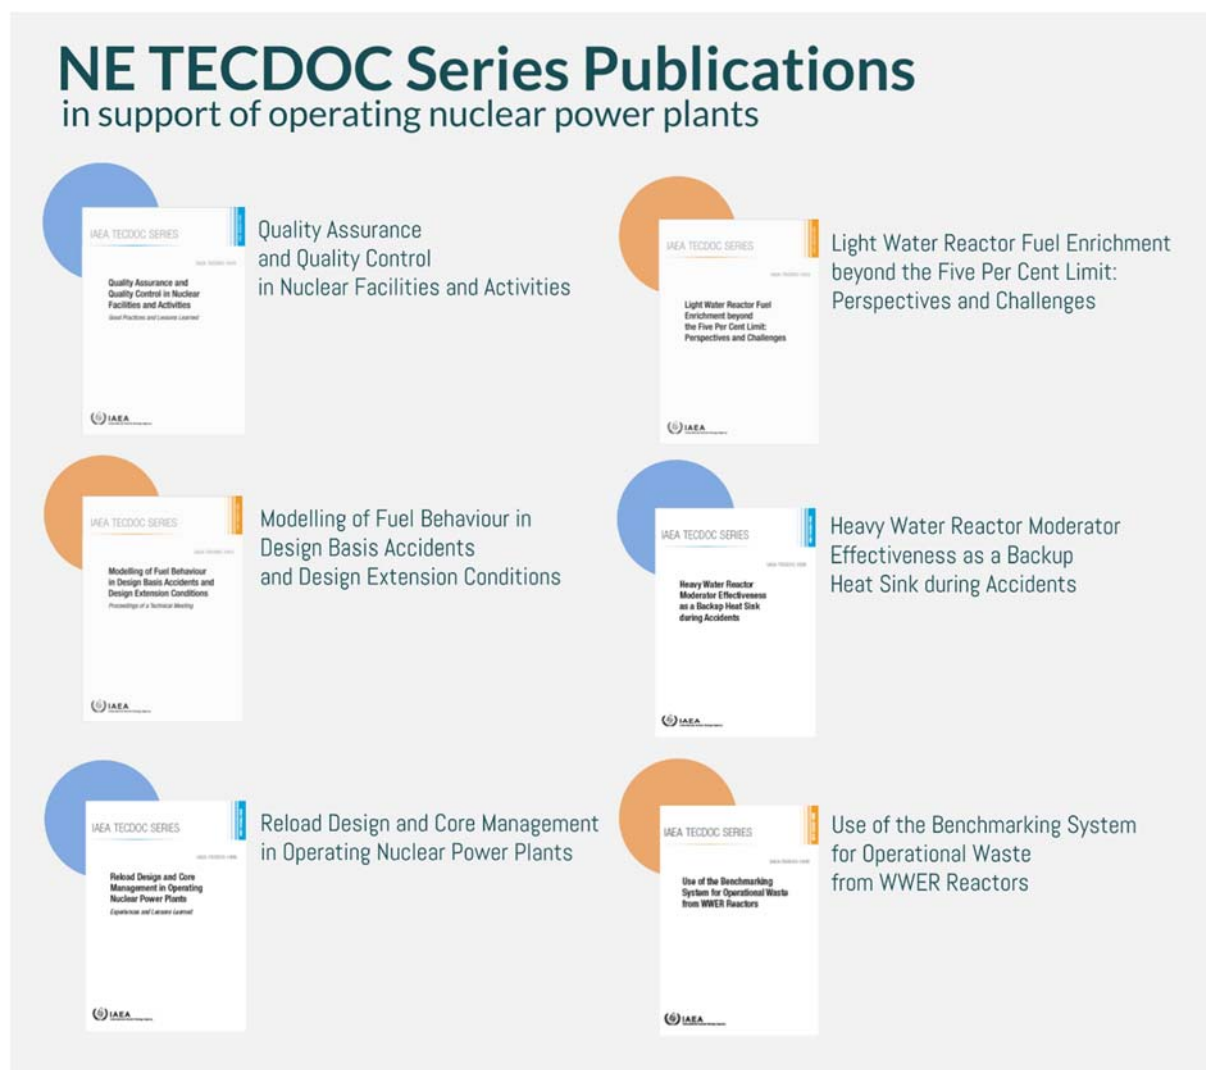 NE TECDOC Series Publications
in support of operating nuclear power plants
IAEA TECDOC SERIES
Quality Assurance and
Quality Control in Nuclear
Facilities and Activities
Good Practices and Lessons Learned
IAEA
Quality Assurance
and Quality Control
in Nuclear Facilities and Activities
IAEA TECDOC SERIES
Light Water Reactor Fuel
Enrichment beyond
the Five Per Cent Limit:
Perspectives and Challenges
IAEA
Light Water Reactor Fuel Enrichment
beyond the Five Per Cent Limit:
Perspectives and Challenges
IAEA TECDOC SERIES
Modelling of Fuel Behaviour
in Design Basis Accidents and
Design Extension Conditions
Proceedings of a Technical Meeting
IAEA
Modelling of Fuel Behaviour in
Design Basis Accidents
and Design Extension Conditions
IAEA TECDOC SERIES
Heavy Water Reactor
Moderator Effectiveness
as a Backup Heat Sink
during Accidents
IAEA
Heavy Water Reactor Moderator
Effectiveness as a Backup
Heat Sink during Accidents
IAEA TECDOC SERIES
Reload Design and Core
Management in Operating
Nuclear Power Plants
Experiences and Lessons Learned
IAEA
Reload Design and Core Management
in Operating Nuclear Power Plants
IAEA TECDOC SERIES
Use of the Benchmarking
System for Operational Waste
from WWER Reactors
IAEA
Use of the Benchmarking System
for Operational Waste
from WWER Reactors